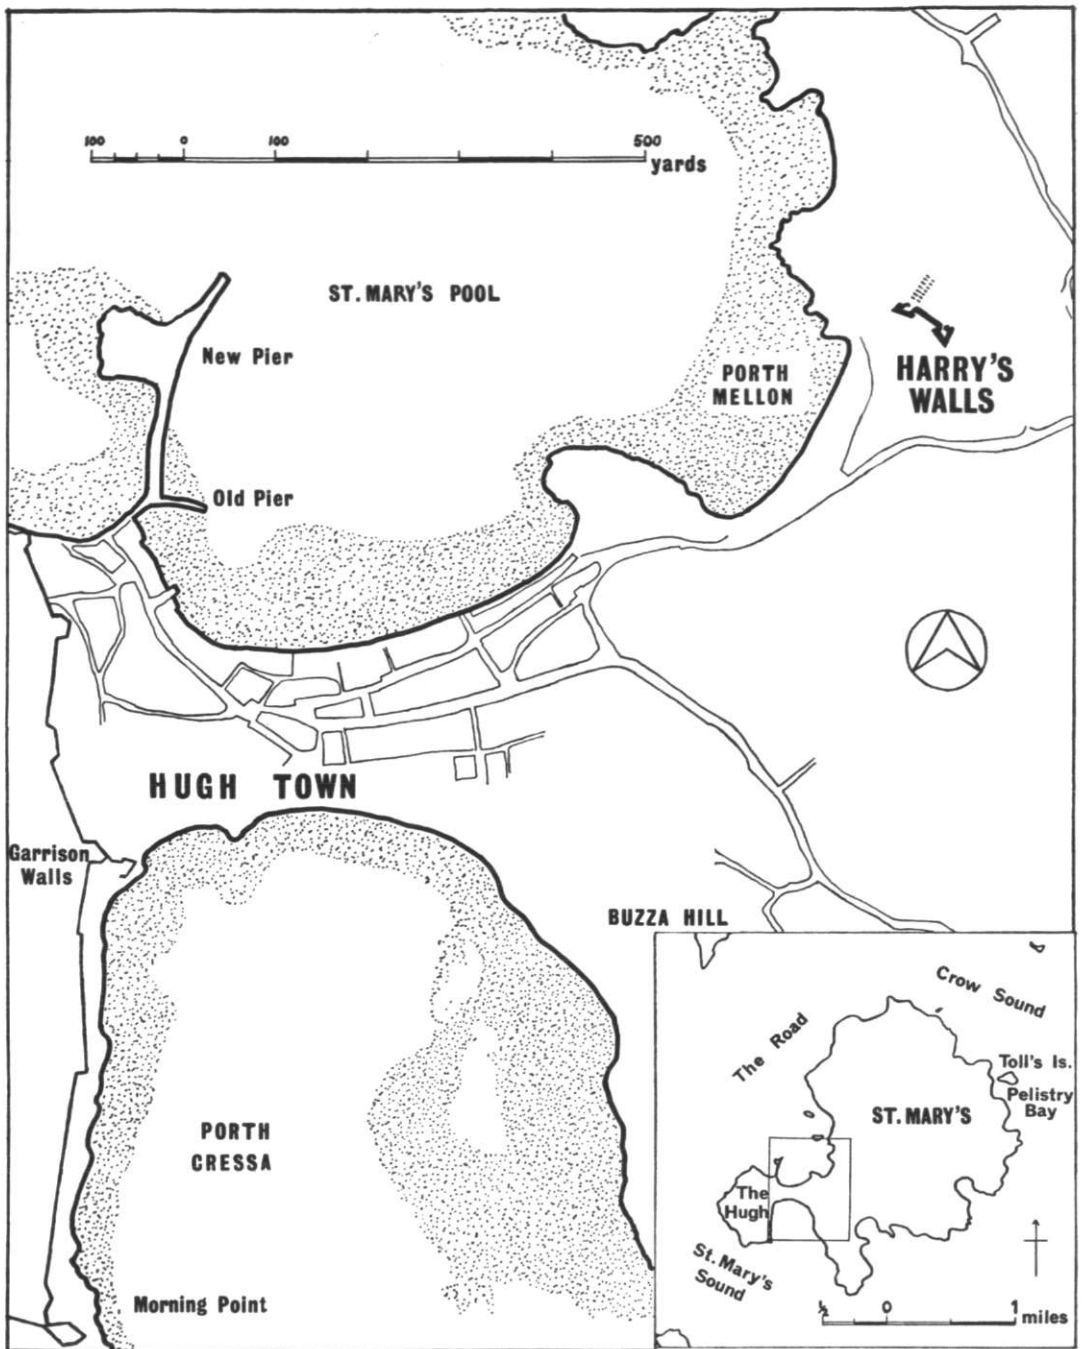 100 0 100 500
yards
ST. MARY'S POOL
New Pier
PORTH
MELLON
HARRY'S
WALLS
Old Pier
HUGH TOWN
Garrison
Walls
BUZZA HILL
PORTH
CRESSA
Morning Point
Crow Sound
The Road
Toll's Is.
Pelistry
Bay
ST. MARY'S
The
Hugh
St. Mary's
Sound
½ 0 1 miles